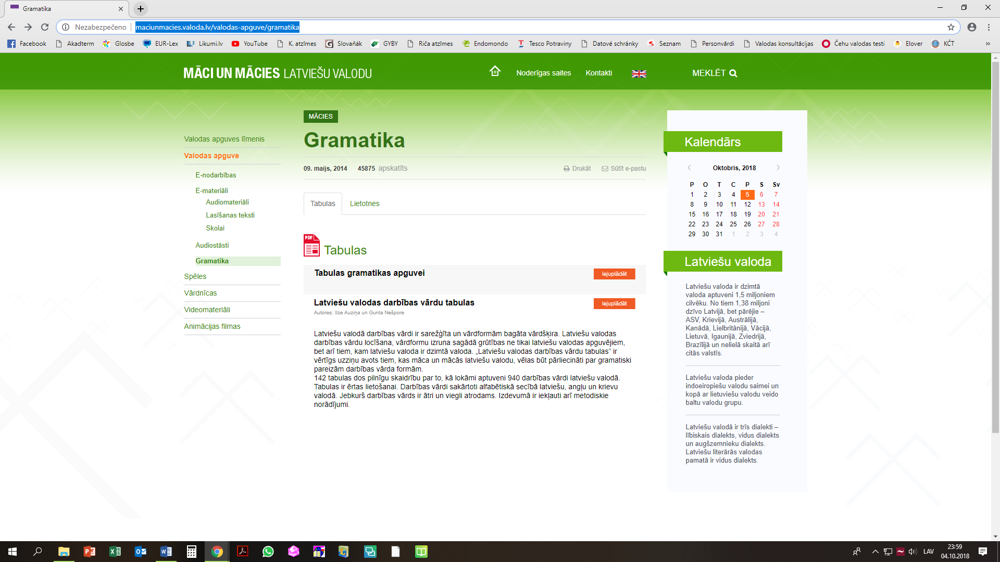 Gramatika
Nezabezpečeno
maciunmacies.valoda.lv/valodas-apguve/gramatika
Facebook Akadterm Glosbe EUR-Lex Likumi.lv YouTube K. atzīmes Slovaňák GYBY Riča atzīmes Endomondo Tesco Potraviny Datové schránky Seznam Personvārdi Valodas konsultācijas Čehu valodas testi Elover KČT »
MĀCI UN MĀCIES LATVIEŠU VALODU
Noderīgas saites Kontakti MEKLĒT
Valodas apguves līmenis
Valodas apguve
E-nodarbības
E-materiāli
Audiomateriāli
Lasīšanas teksti
Skolai
Audiostāsti
Gramatika
Spēles
Vārdnīcas
Videomateriāli
Animācijas filmas
MĀCIES
Gramatika
09. maijs, 2014 45875 apskatīts Drukāt Sūtīt e-pastu
Tabulas Lietotnes
PDF
Tabulas
Tabulas gramatikas apguvei lejuplādēt
Latviešu valodas darbības vārdu tabulas lejuplādēt
Autores: Ilze Auziņa un Gunta Nešpore
Latviešu valodā darbības vārdi ir sarežģīta un vārdformām bagāta vārdšķira. Latviešu valodas
darbības vārdu locīšana, vārdformu izruna sagādā grūtības ne tikai latviešu valodas apguvējiem,
bet arī tiem, kam latviešu valoda ir dzimtā valoda. „Latviešu valodas darbības vārdu tabulas” ir
vērtīgs uzziņu avots tiem, kas māca un mācās latviešu valodu, vēlas būt pārliecināti par gramatiski
pareizām darbības vārda formām.
142 tabulas dos pilnīgu skaidrību par to, kā lokāmi aptuveni 940 darbības vārdi latviešu valodā.
Tabulas ir ērtas lietošanai. Darbības vārdi sakārtoti alfabētiskā secībā latviešu, angļu un krievu
valodā. Jebkurš darbības vārds ir ātri un viegli atrodams. Izdevumā ir iekļauti arī metodiskie
norādījumi.
Kalendārs
Oktobris, 2018
P O T C P S Sv
1 2 3 4 5 6 7
8 9 10 11 12 13 14
15 16 17 18 19 20 21
22 23 24 25 26 27 28
29 30 31 1 2 3 4
Latviešu valoda
Latviešu valoda ir dzimtā
valoda aptuveni 1,5 miljoniem
cilvēku. No tiem 1,38 miljoni
dzīvo Latvijā, bet pārējie –
ASV, Krievijā, Austrālijā,
Kanādā, Lielbritānijā, Vācijā,
Lietuvā, Igaunijā, Zviedrijā,
Brazīlijā un nelielā skaitā arī
citās valstīs.
Latviešu valoda pieder
indoeiropiešu valodu saimei un
kopā ar lietuviešu valodu veido
baltu valodu grupu.
Latviešu valodā ir trīs dialekti –
lībiskais dialekts, vidus dialekts
un augšzemnieku dialekts.
Latviešu literārās valodas
pamatā ir vidus dialekts.
LAV
23:59
04.10.2018